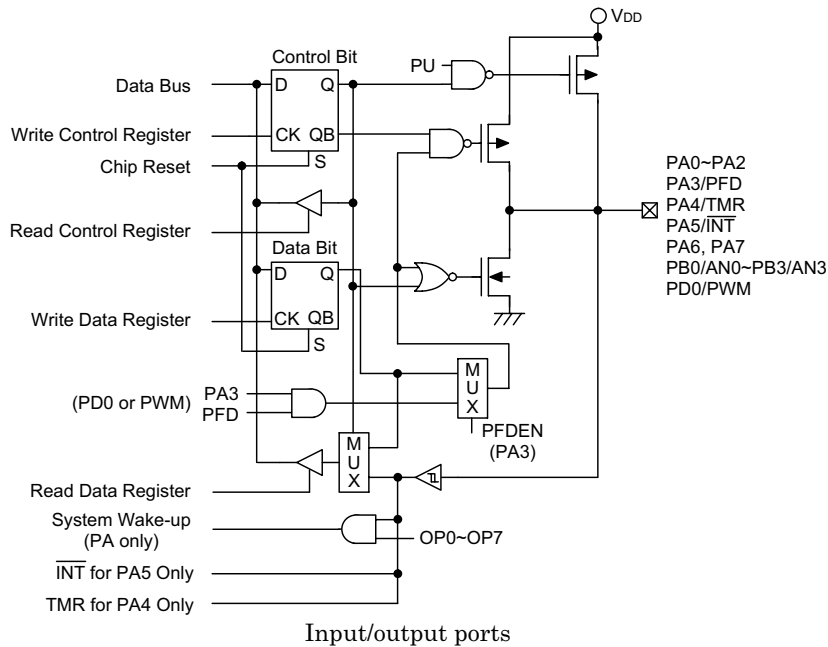 VDD
Control Bit
PU
Data Bus
D
Q
Write Control Register
CK
QB
Chip Reset
S
PA0~PA2
PA3/PFD
PA4/TMR
PA5/I̅N̅T̅
PA6, PA7
PB0/AN0~PB3/AN3
PD0/PWM
Read Control Register
Data Bit
D
Q
Write Data Register
CK
QB
S
(PD0 or PWM)
PA3
PFD
M
U
X
PFDEN
(PA3)
M
U
X
Read Data Register
System Wake-up
(PA only)
OP0~OP7
I̅N̅T̅ for PA5 Only
TMR for PA4 Only
Input/output ports